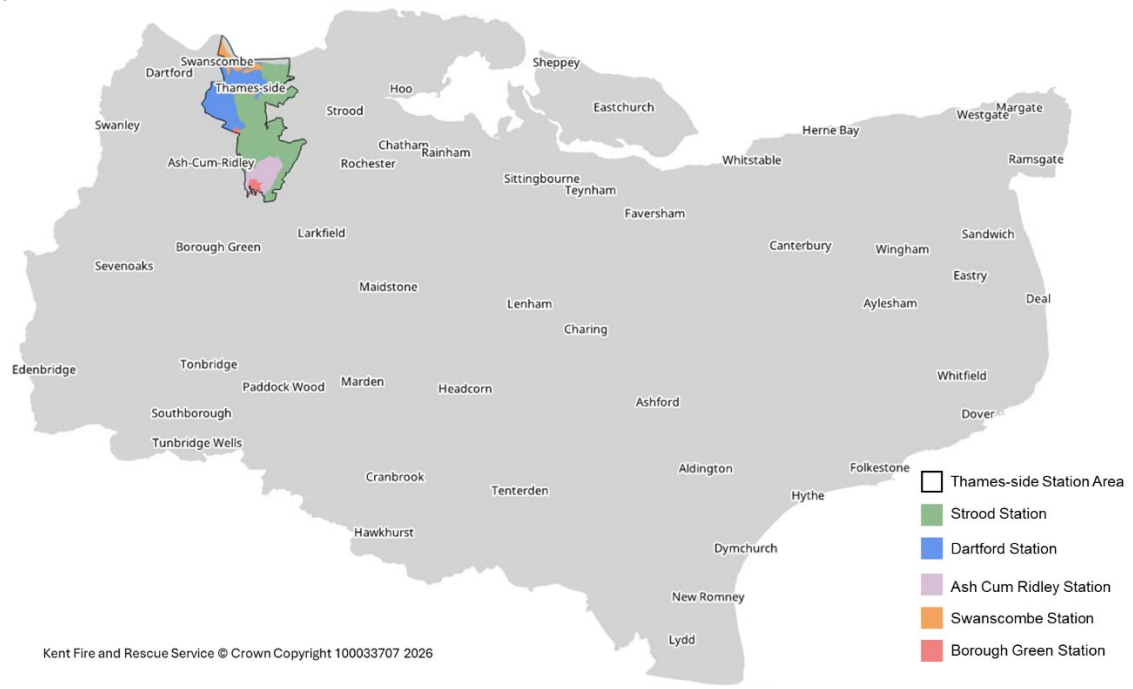 Swanscombe
Sheppey
Dartford
Thames-side
Hoo
Eastchurch
Strood
Margate
Westgate
Swanley
Herne Bay
Chatham
Rainham
Ash-Cum-Ridley
Rochester
Whitstable
Ramsgate
Sittingbourne
Teynham
Faversham
Larkfield
Sandwich
Borough Green
Canterbury
Wingham
Sevenoaks
Eastry
Maidstone
Lenham
Aylesham
Deal
Charing
Tonbridge
Edenbridge
Paddock Wood
Marden
Headcorn
Whitfield
Ashford
Southborough
Dover
Tunbridge Wells
Cranbrook
Aldington
Folkestone
Tenterden
Hythe
Hawkhurst
Dymchurch
New Romney
Lydd
Thames-side Station Area
Strood Station
Dartford Station
Ash Cum Ridley Station
Swanscombe Station
Borough Green Station
Kent Fire and Rescue Service © Crown Copyright 100033707 2026